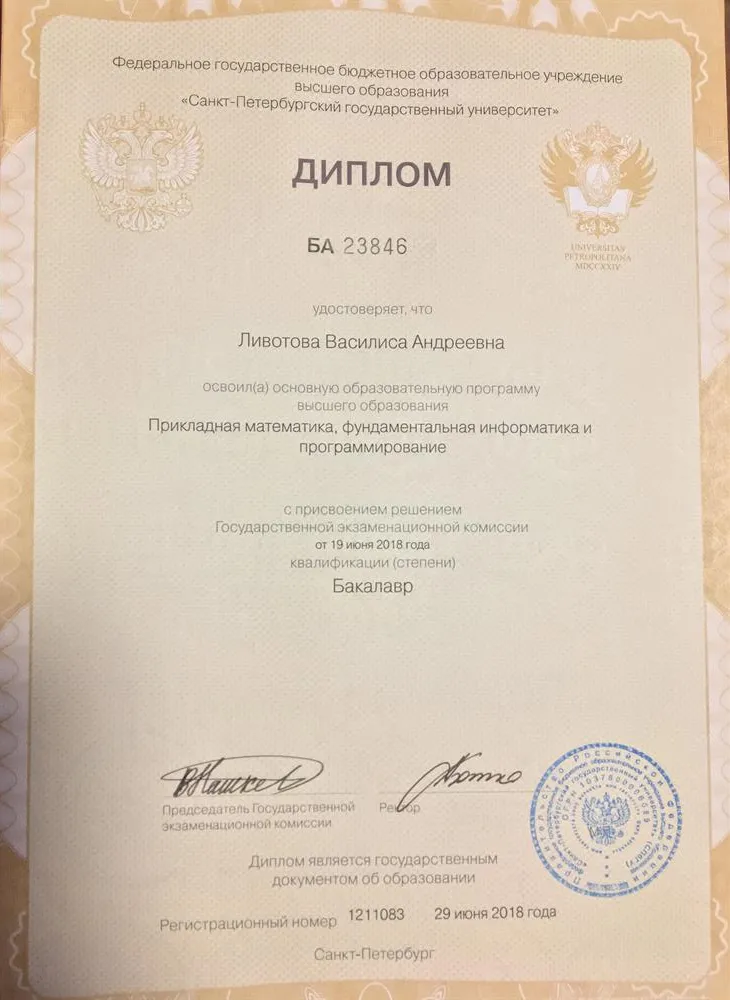 Федеральное государственное бюджетное образовательное учреждение
высшего образования
«Санкт-Петербургский государственный университет»
ДИПЛОМ
UNIVERSITAS
PETROPOLITANA
MDCCXXIV
БА 23846
удостоверяет, что
Ливотова Василиса Андреевна
освоил(а) основную образовательную программу
высшего образования
Прикладная математика, фундаментальная информатика и
программирование
с присвоением решением
Государственной экзаменационной комиссии
от 19 июня 2018 года
квалификации (степени)
Бакалавр
Председатель Государственной
экзаменационной комиссии
Ректор
Правительство Российской Федерации
Диплом является государственным
документом об образовании
Регистрационный номер 1211083 29 июня 2018 года
Санкт-Петербург